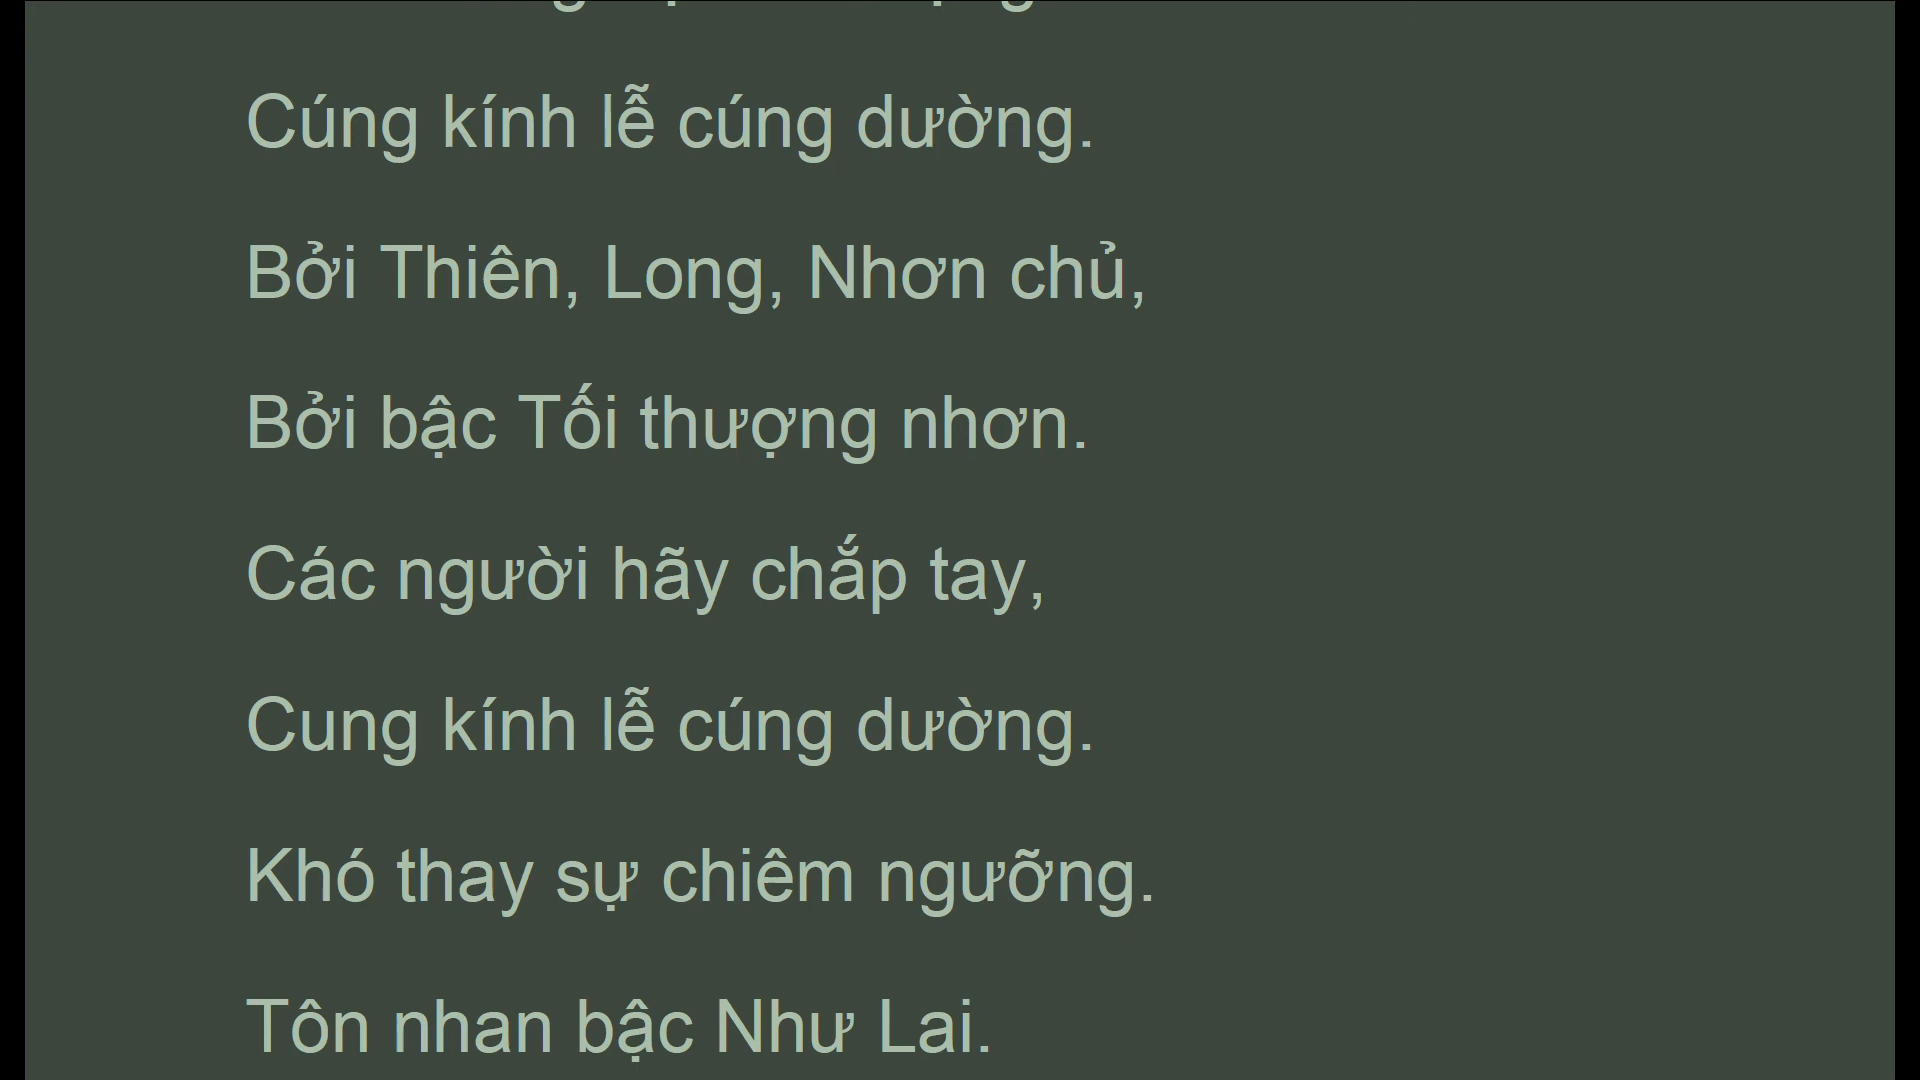 Cúng kính lễ cúng dường.
Bởi Thiên, Long, Nhơn chủ,
Bởi bậc Tối thượng nhơn.
Các người hãy chắp tay,
Cung kính lễ cúng dường.
Khó thay sự chiêm ngưỡng.
Tôn nhan bậc Như Lai.